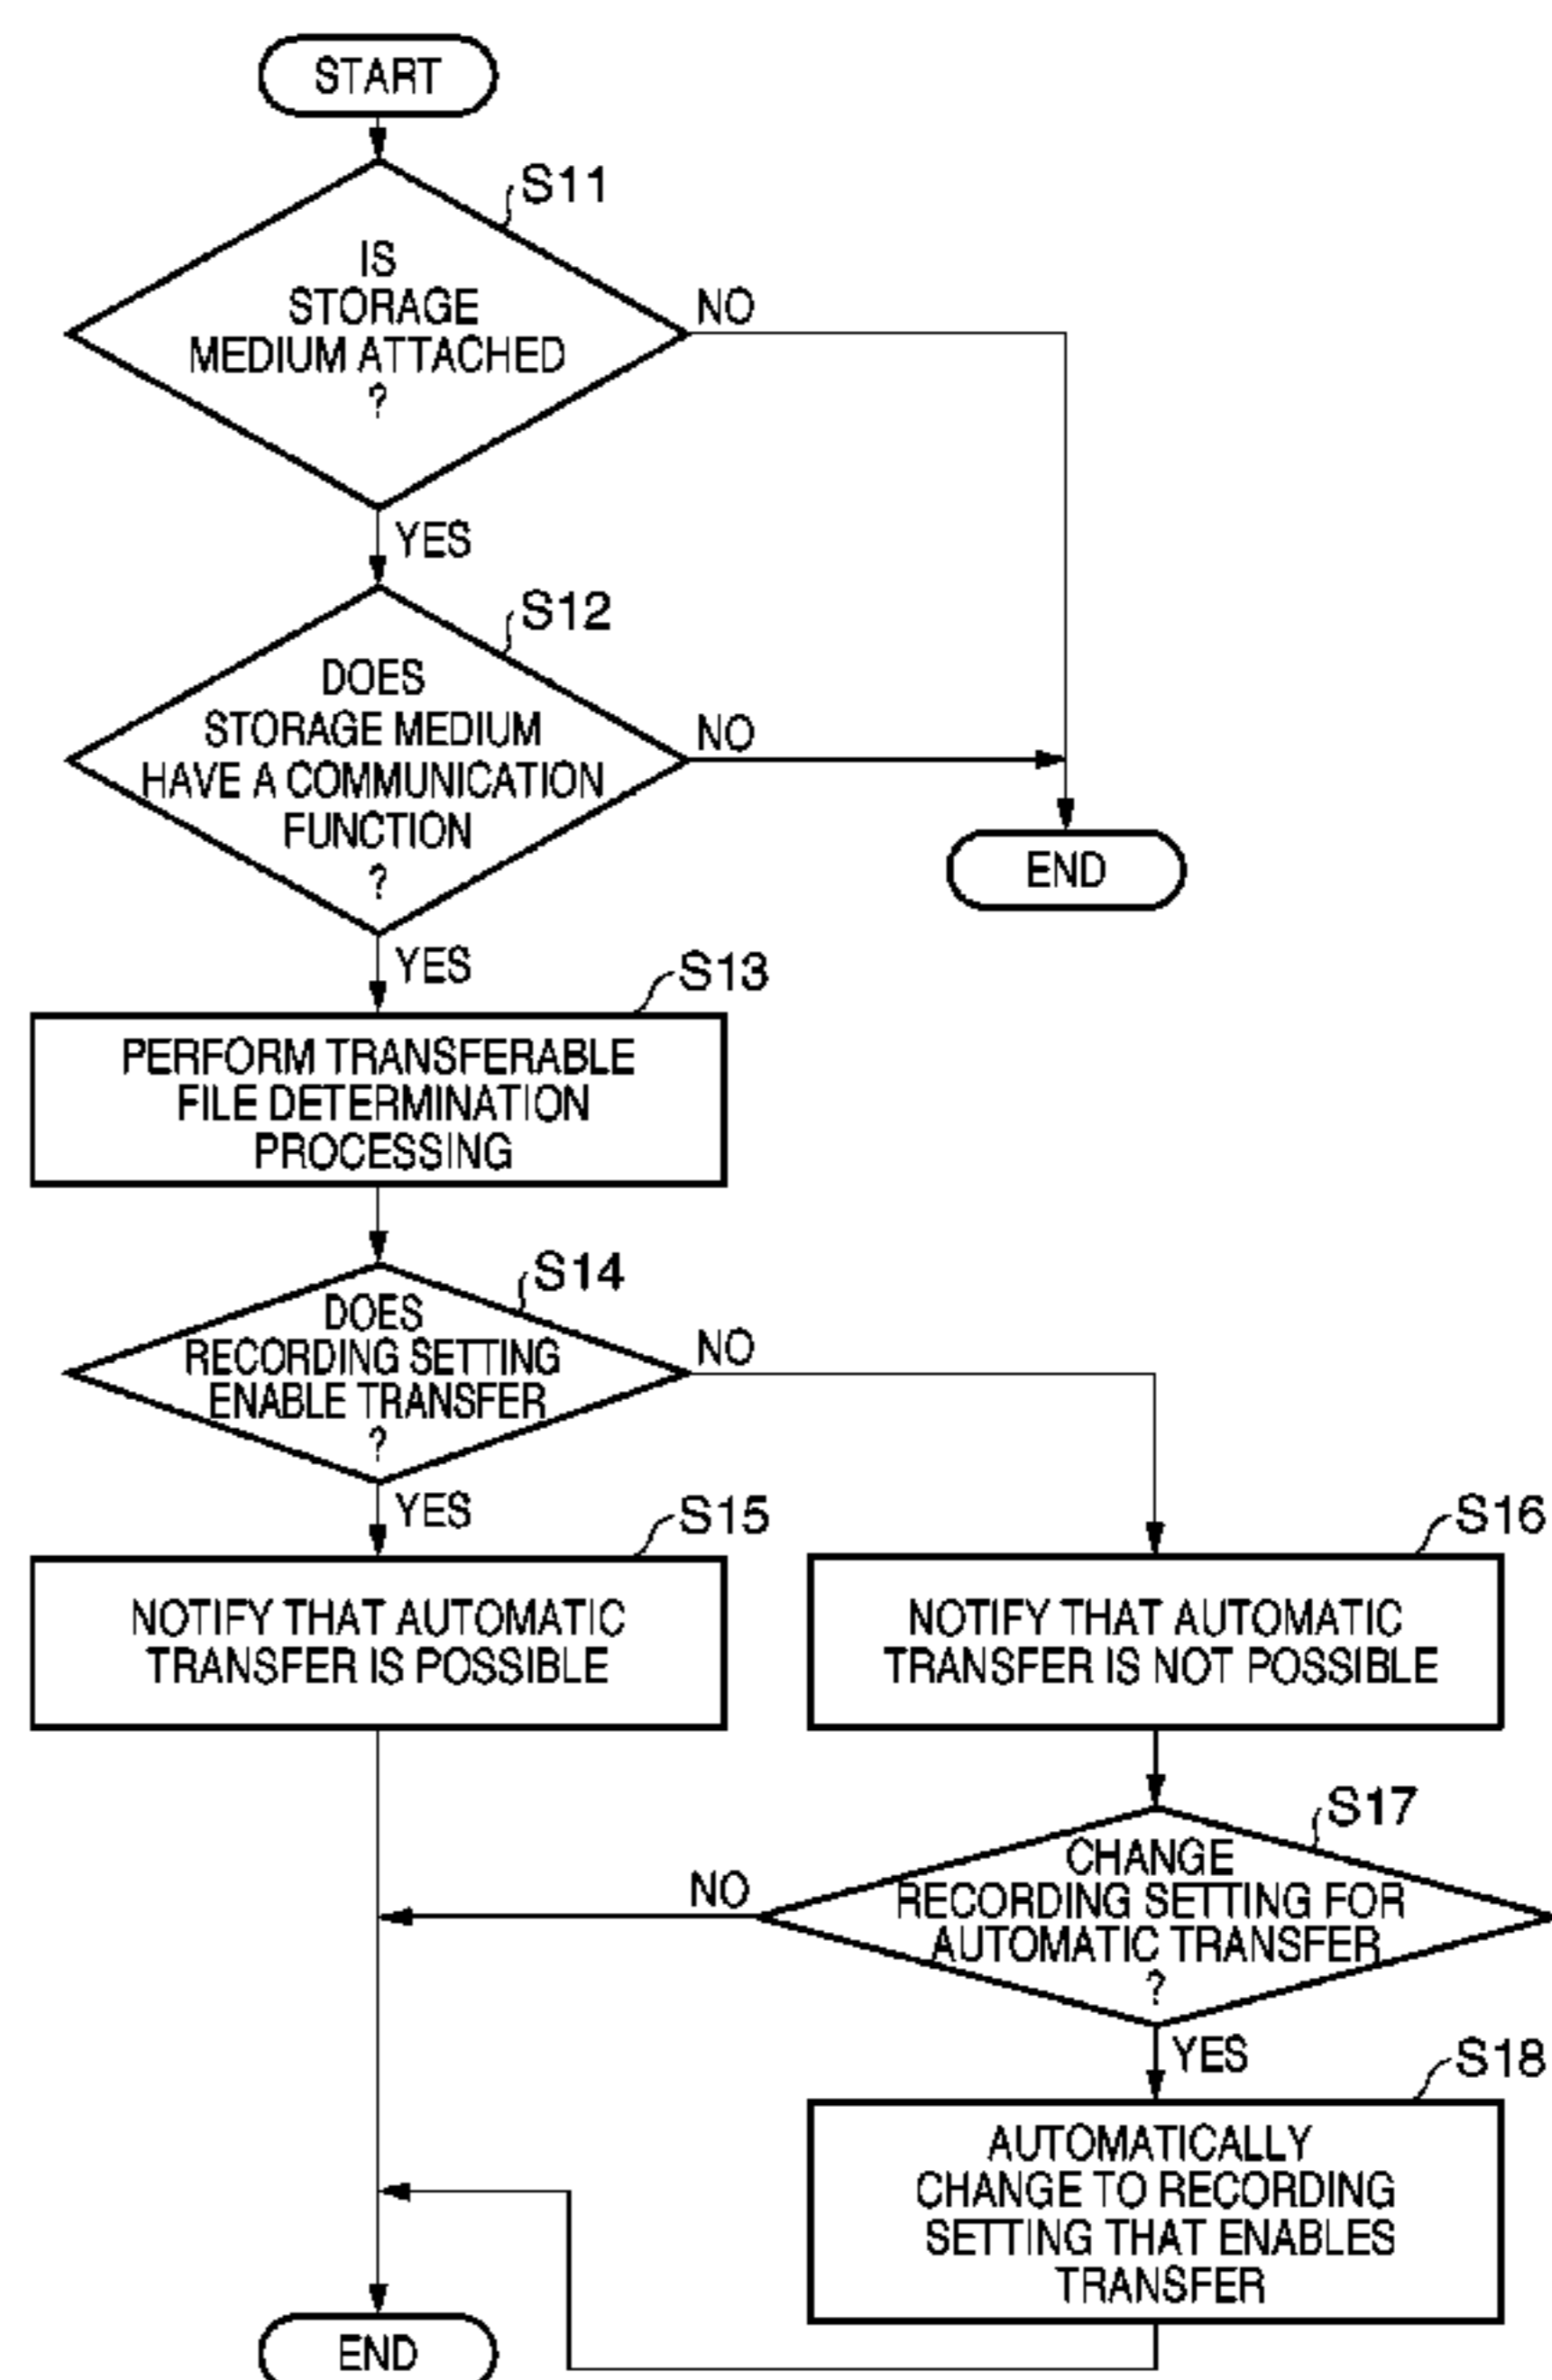 START
S11
IS
STORAGE
MEDIUM ATTACHED
?
NO
YES
S12
DOES
STORAGE MEDIUM
HAVE A COMMUNICATION
FUNCTION
?
NO
END
YES
S13
PERFORM TRANSFERABLE
FILE DETERMINATION
PROCESSING
S14
DOES
RECORDING SETTING
ENABLE TRANSFER
?
NO
YES
S15
NOTIFY THAT AUTOMATIC
TRANSFER IS POSSIBLE
S16
NOTIFY THAT AUTOMATIC
TRANSFER IS NOT POSSIBLE
S17
CHANGE
RECORDING SETTING FOR
AUTOMATIC TRANSFER
?
NO
YES
S18
AUTOMATICALLY
CHANGE TO RECORDING
SETTING THAT ENABLES
TRANSFER
END